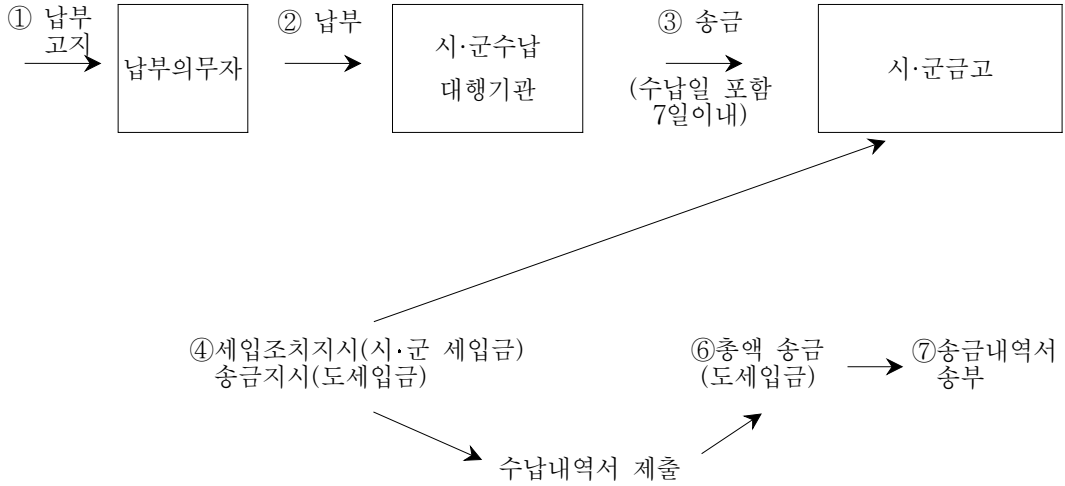 ① 납부
고지
납부의무자
② 납부
시·군수납
대행기관
③ 송금
(수납일 포함
7일이내)
시·군금고
④세입조치지시(시·군 세입금)
송금지시(도세입금)
⑥총액 송금
(도세입금)
⑦송금내역서
송부
수납내역서 제출